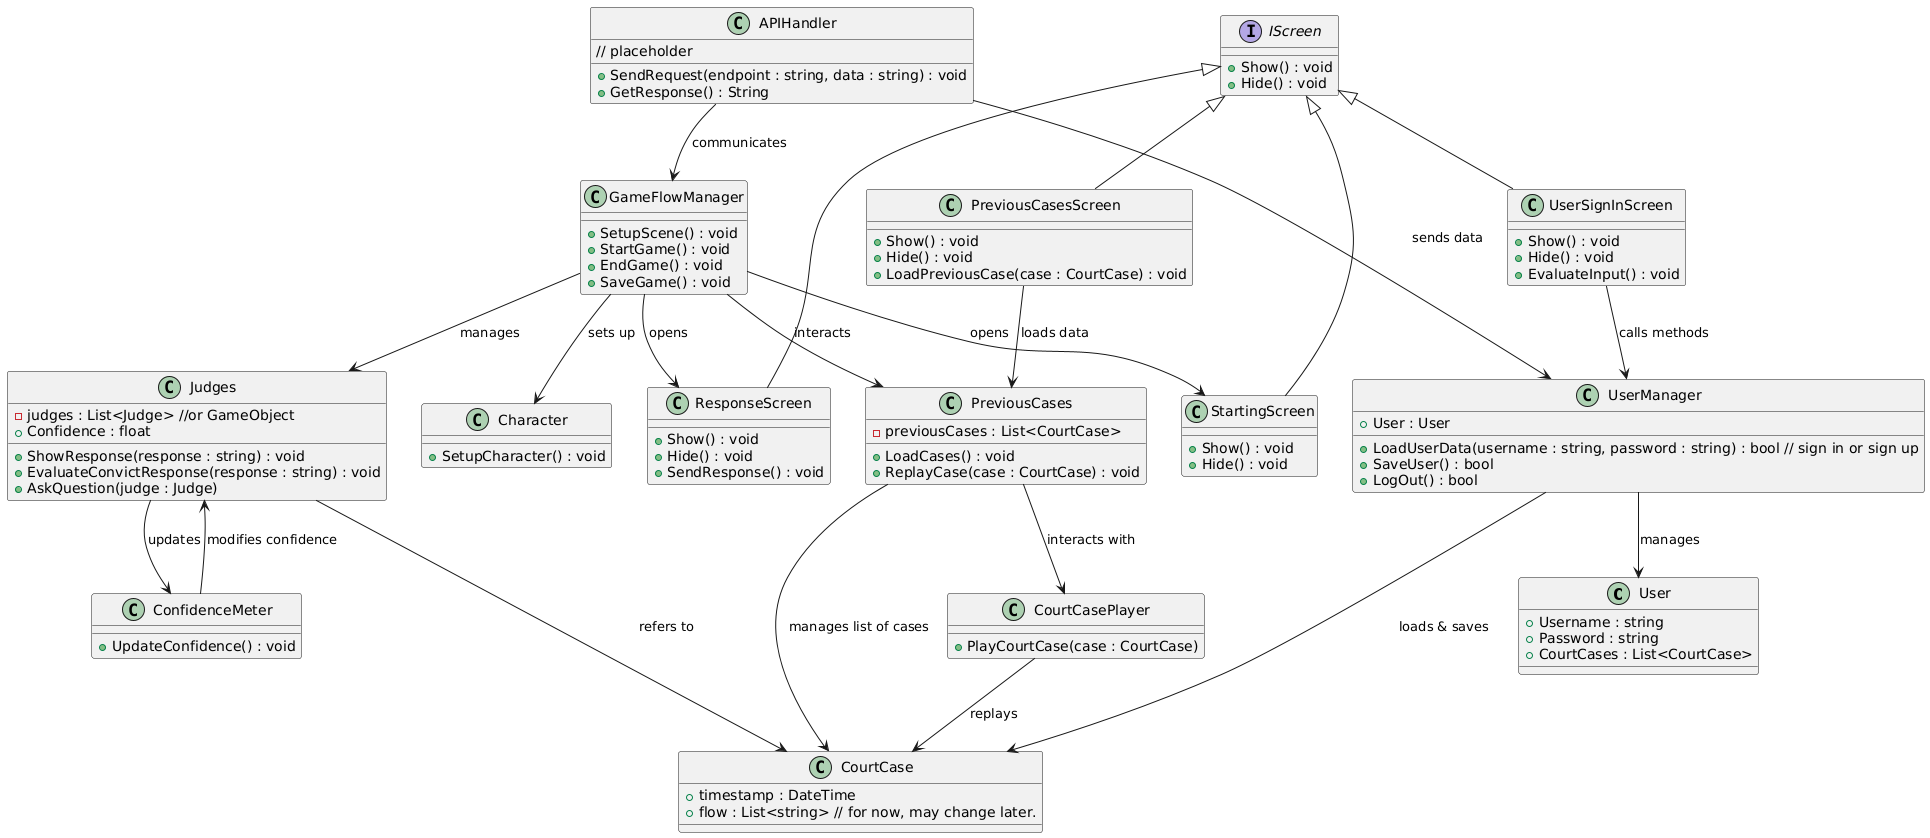 C APIHandler
// placeholder
SendRequest(endpoint : string, data : string) : void
GetResponse() : String
I IScreen
Show() : void
Hide() : void
communicates
C GameFlowManager
SetupScene() : void
StartGame() : void
EndGame() : void
SaveGame() : void
C PreviousCasesScreen
Show() : void
Hide() : void
LoadPreviousCase(case : CourtCase) : void
sends data
C UserSignInScreen
Show() : void
Hide() : void
EvaluateInput() : void
manages
sets up
opens
interacts
opens
loads data
calls methods
C Judges
judges : List<Judge> //or GameObject
Confidence : float
ShowResponse(response : string) : void
EvaluateConvictResponse(response : string) : void
AskQuestion(judge : Judge)
C Character
SetupCharacter() : void
C ResponseScreen
Show() : void
Hide() : void
SendResponse() : void
C PreviousCases
previousCases : List<CourtCase>
LoadCases() : void
ReplayCase(case : CourtCase) : void
C StartingScreen
Show() : void
Hide() : void
C UserManager
User : User
LoadUserData(username : string, password : string) : bool // sign in or sign up
SaveUser() : bool
LogOut() : bool
updates
modifies confidence
refers to
manages list of cases
interacts with
loads & saves
manages
C ConfidenceMeter
UpdateConfidence() : void
C CourtCasePlayer
PlayCourtCase(case : CourtCase)
C User
Username : string
Password : string
CourtCases : List<CourtCase>
replays
C CourtCase
timestamp : DateTime
flow : List<string> // for now, may change later.